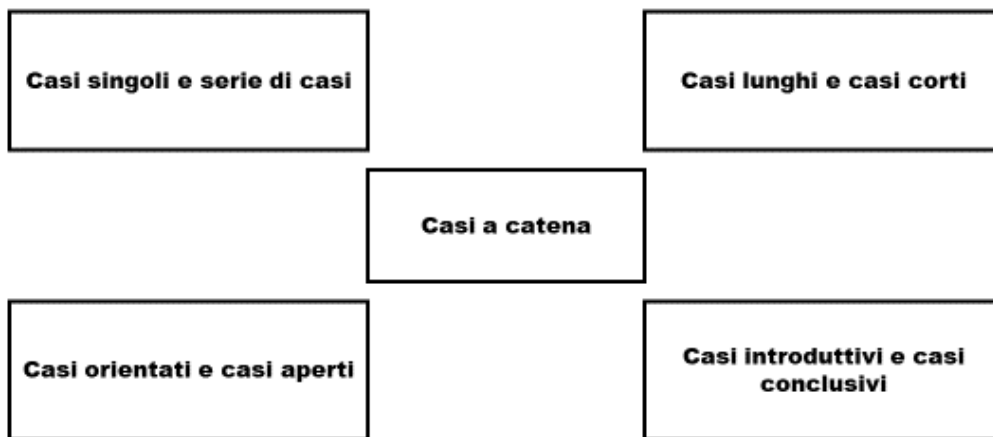 Casi singoli e serie di casi
Casi lunghi e casi corti
Casi a catena
Casi orientati e casi aperti
Casi introduttivi e casi
conclusivi